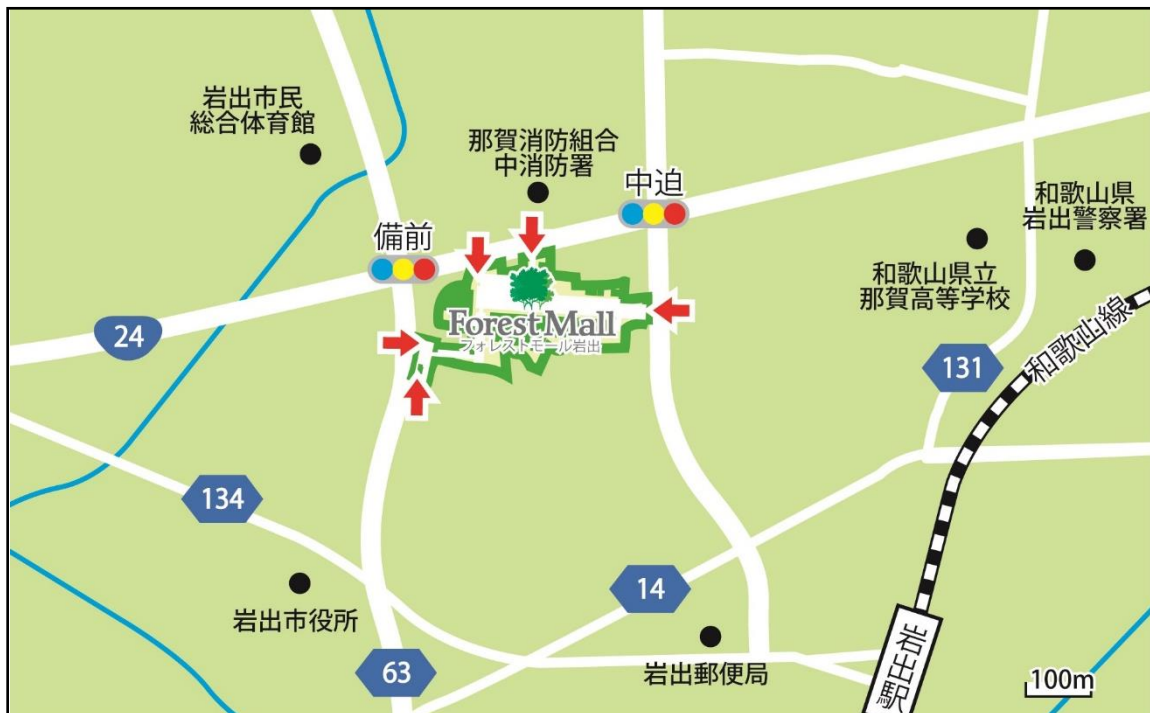 岩出市民
総合体育館
那賀消防組合
中消防署
中迫
備前
和歌山県
岩出警察署
和歌山県立
那賀高等学校
24
Forest Mall
フォレストモール岩出
131
和歌山線
134
14
岩出市役所
岩出郵便局
63
岩出駅
100m